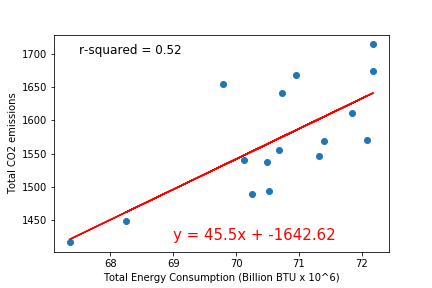 r-squared = 0.52
1700
1650
1600
1550
1500
1450
Total CO2 emissions
y = 45.5x + -1642.62
68 69 70 71 72
Total Energy Consumption (Billion BTU x 10^6)